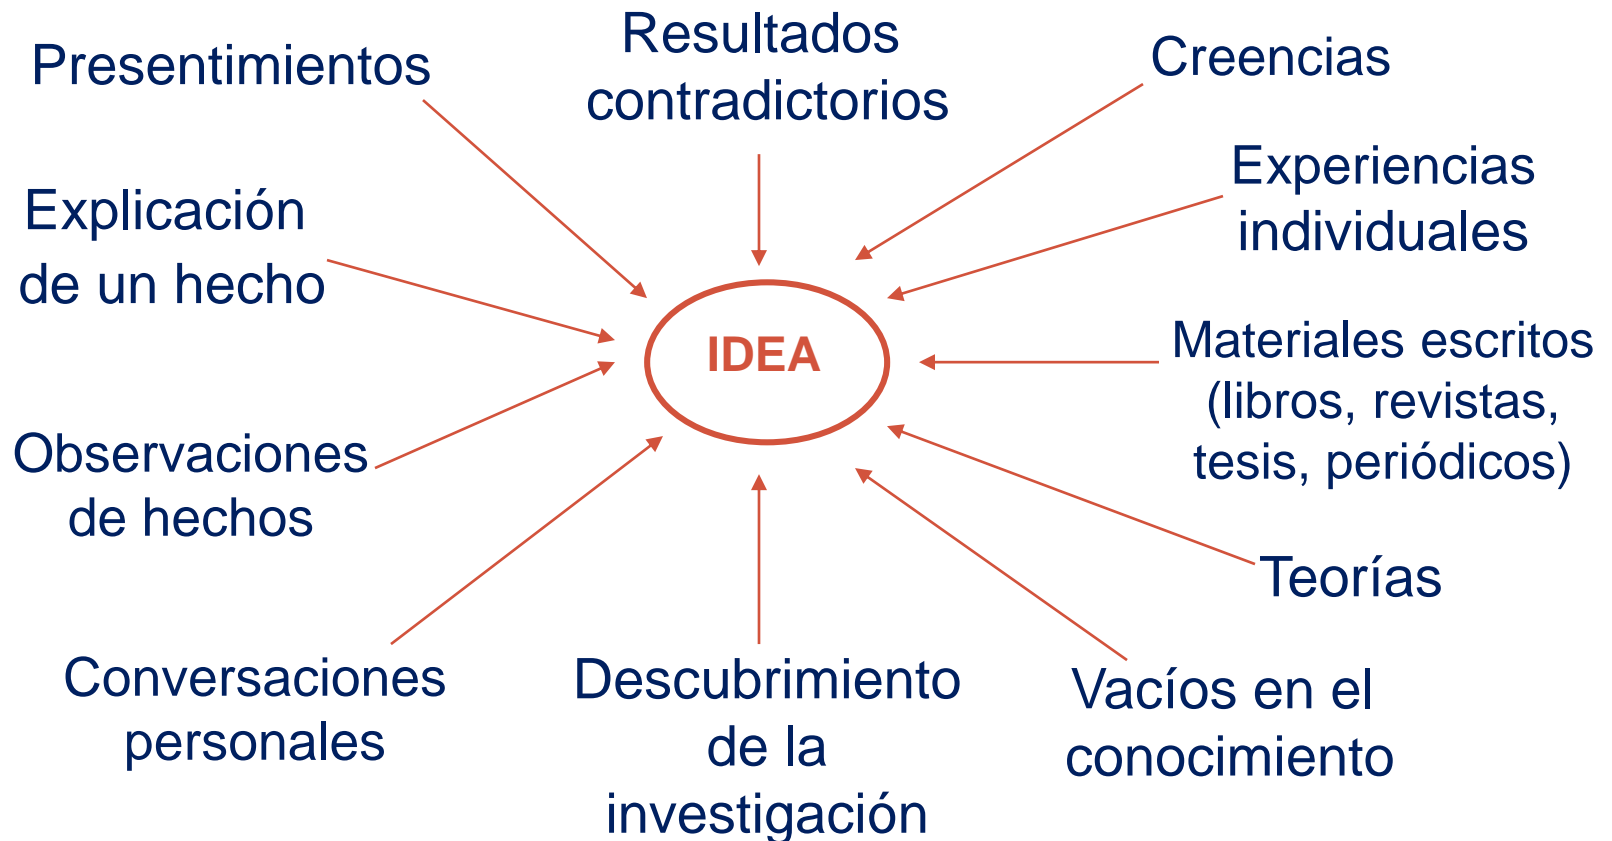 Presentimientos
Resultados
contradictorios
Creencias
Explicación
de un hecho
Experiencias
individuales
IDEA
Materiales escritos
(libros, revistas,
tesis, periódicos)
Observaciones
de hechos
Teorías
Conversaciones
personales
Descubrimiento
de la
investigación
Vacíos en el
conocimiento